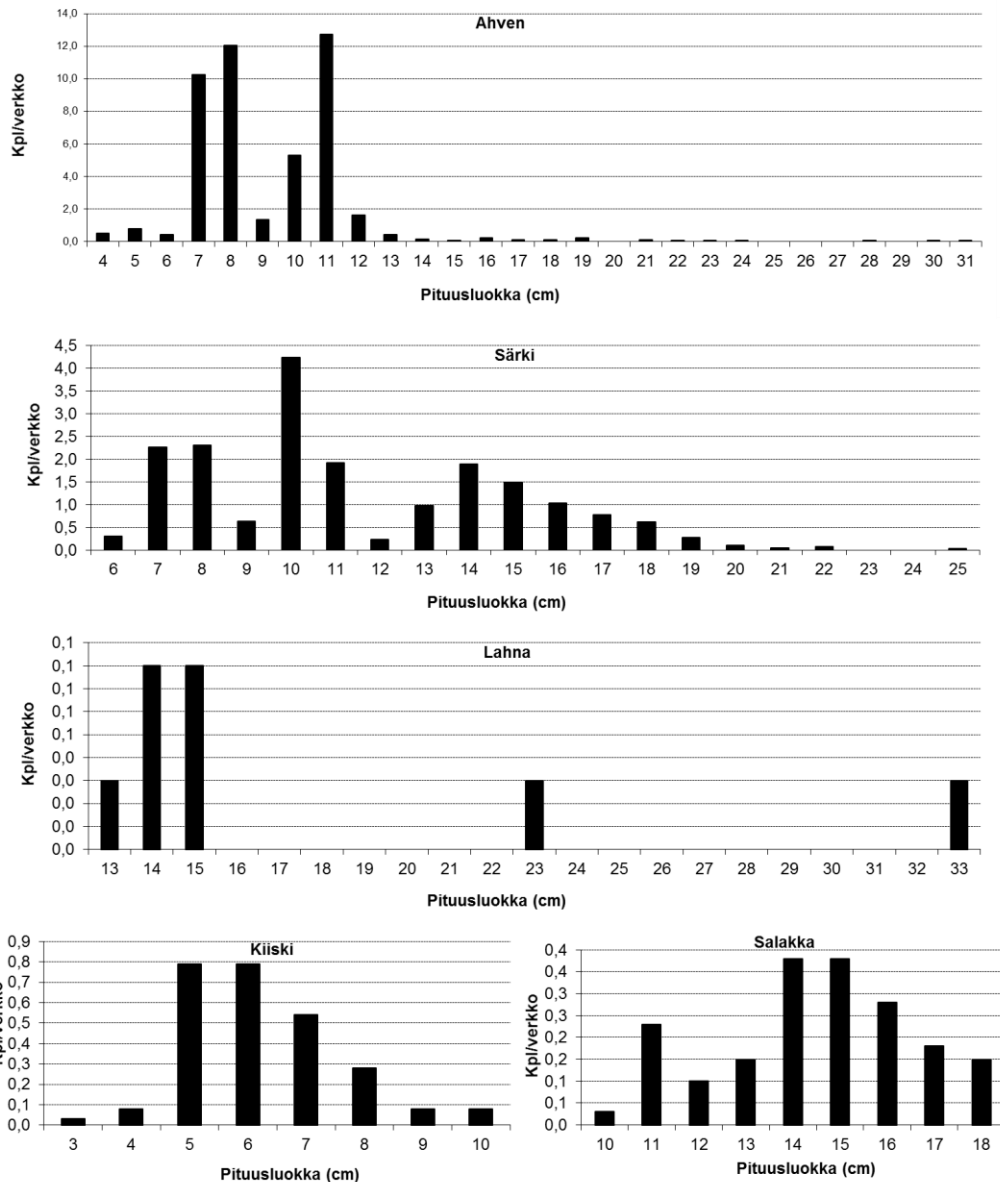 Ahven
Kpl/verkko
14,0
12,0
10,0
8,0
6,0
4,0
2,0
0,0
4 5 6 7 8 9 10 11 12 13 14 15 16 17 18 19 20 21 22 23 24 25 26 27 28 29 30 31
Pituusluokka (cm)
Särki
Kpl/verkko
4,5
4,0
3,5
3,0
2,5
2,0
1,5
1,0
0,5
0,0
6 7 8 9 10 11 12 13 14 15 16 17 18 19 20 21 22 23 24 25
Pituusluokka (cm)
Lahna
Kpl/verkko
0,1
0,1
0,1
0,1
0,1
0,0
0,0
0,0
0,0
0,0
13 14 15 16 17 18 19 20 21 22 23 24 25 26 27 28 29 30 31 32 33
Pituusluokka (cm)
Kiiski
Kpl/verkko
0,9
0,8
0,7
0,6
0,5
0,4
0,3
0,2
0,1
0,0
3 4 5 6 7 8 9 10
Pituusluokka (cm)
Salakka
Kpl/verkko
0,4
0,4
0,3
0,3
0,2
0,2
0,1
0,1
0,0
10 11 12 13 14 15 16 17 18
Pituusluokka (cm)